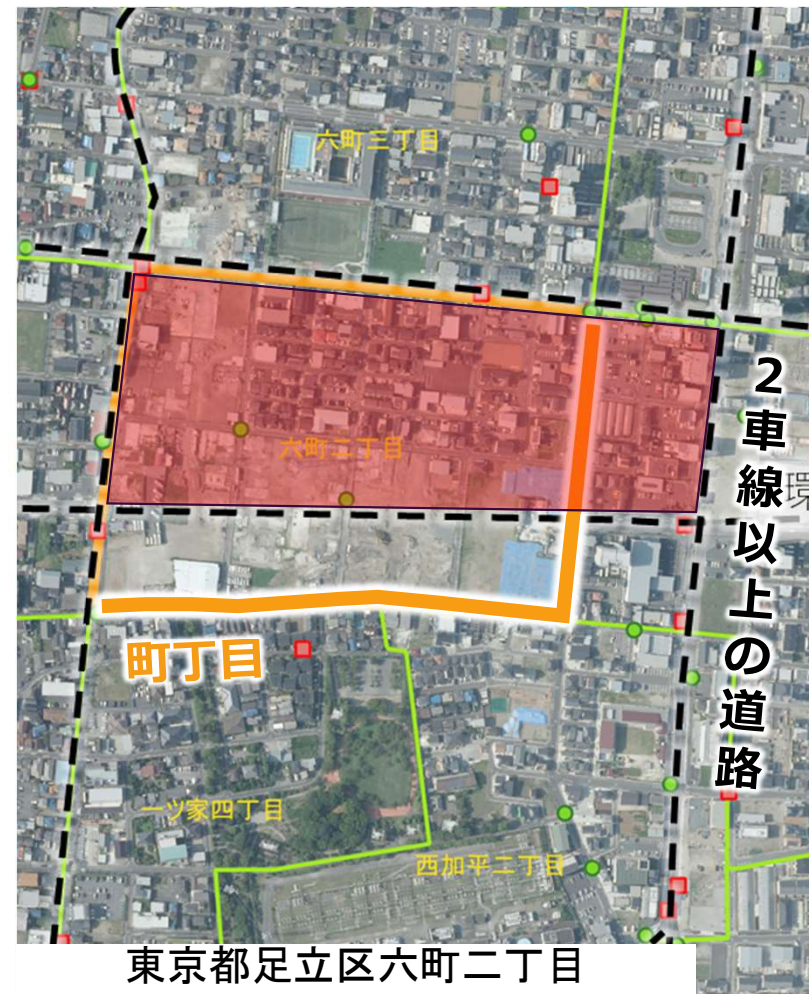 六町三丁目
2車線以上の道路
六町二丁目
環
町丁目
一ツ家四丁目
西加平二丁目
東京都足立区六町二丁目